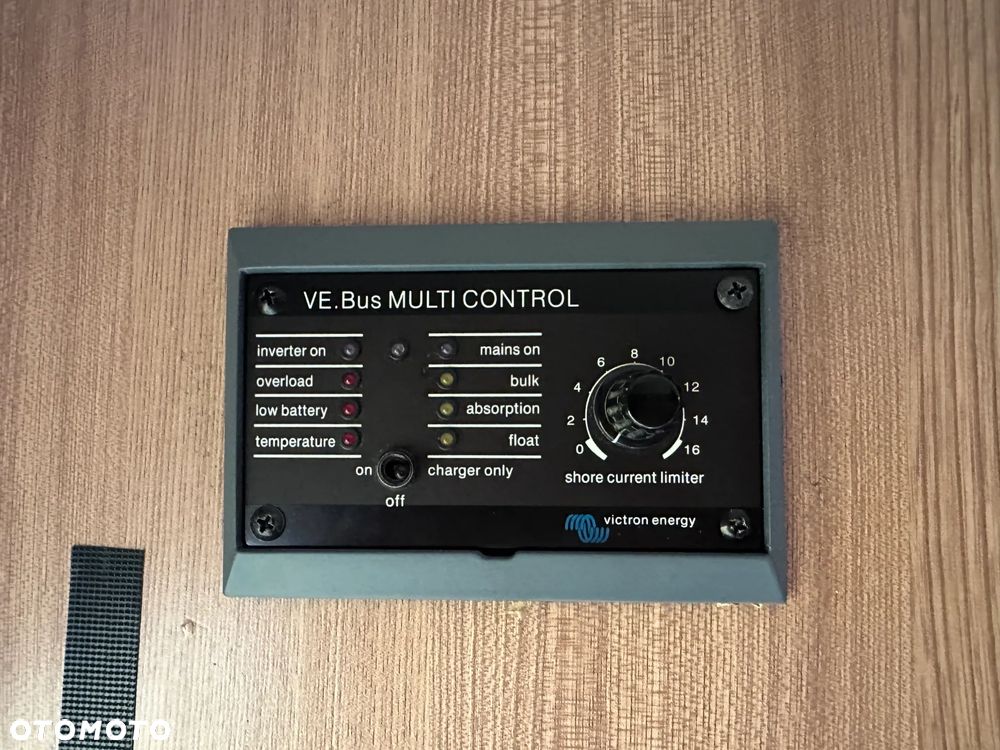 VE.Bus MULTI CONTROL
inverter on
overload
low battery
temperature
mains on
bulk
absorption
float
on
off
charger only
0
2
4
6
8
10
12
14
16
shore current limiter
victron energy
OTOMOTO